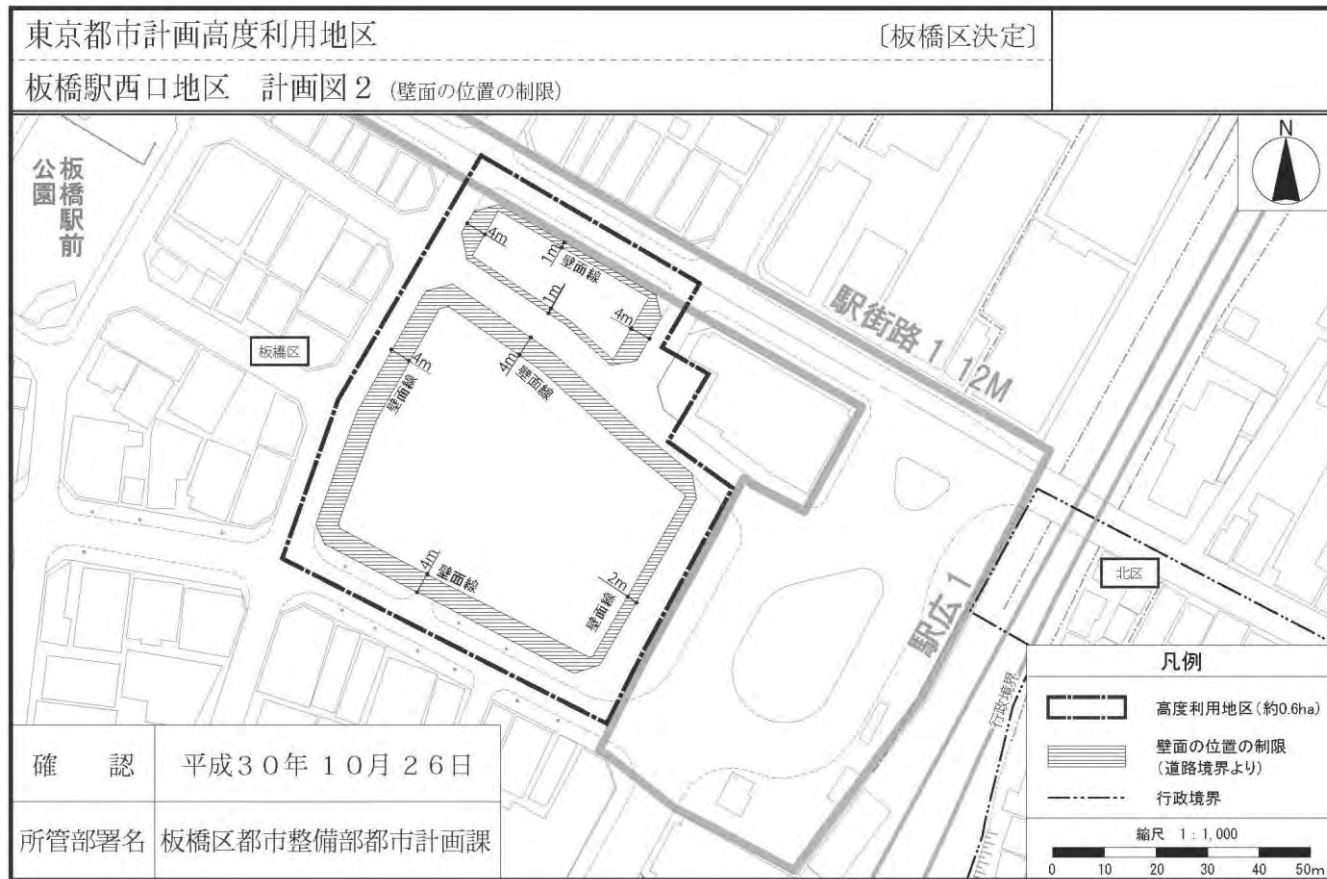 東京都市計画高度利用地区
〔板橋区決定〕
板橋駅西口地区 計画図2 (壁面の位置の制限)
N
板橋駅前
公園
4m
1m
壁面線
1m
4m
駅街路1 12M
板橋区
4m
壁面線
4m
壁面線
4m
壁面線
2m
壁面線
駅広1
北区
行政境界
凡例
高度利用地区(約0.6ha)
壁面の位置の制限
(道路境界より)
行政境界
縮尺 1:1,000
0 10 20 30 40 50m
確 認 平成30年10月26日
所管部署名 板橋区都市整備部都市計画課